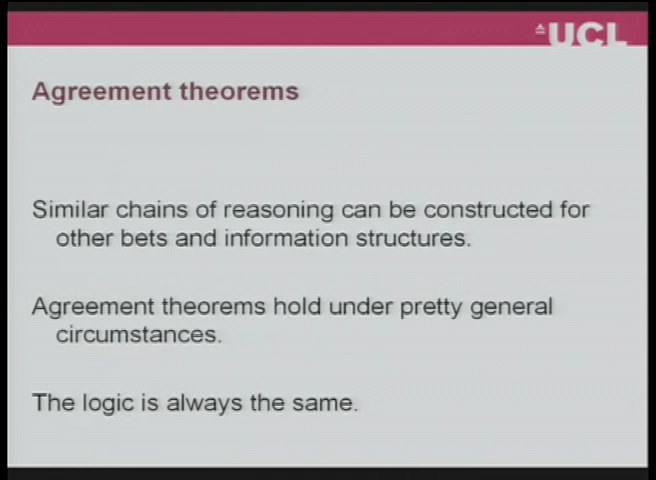 UCL
Agreement theorems
Similar chains of reasoning can be constructed for
other bets and information structures.
Agreement theorems hold under pretty general
circumstances.
The logic is always the same.